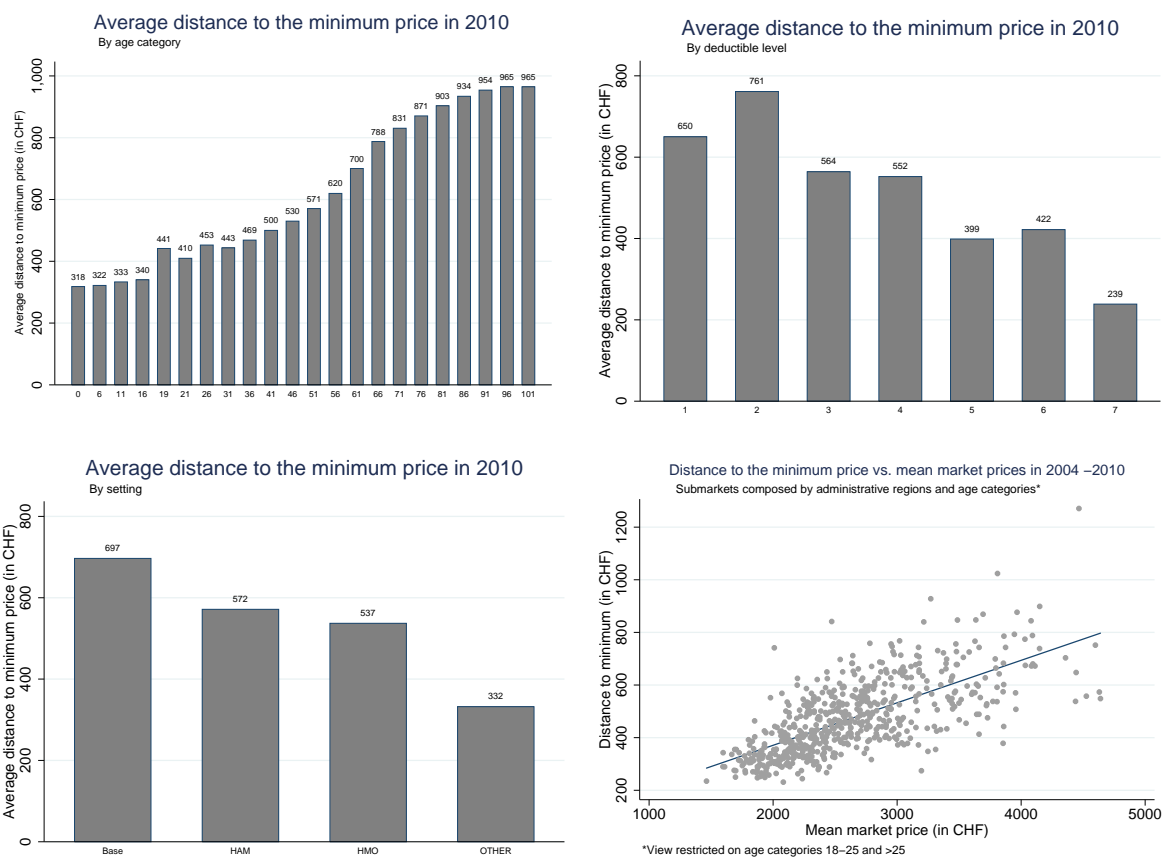 Average distance to the minimum price in 2010
By age category
Average distance to minimum price (in CHF)
1,000
800
600
400
200
0
318 322 333 340 441 410 453 443 469 500 530 571 620 700 788 831 871 903 934 954 965 965
0 6 11 16 19 21 26 31 36 41 46 51 56 61 66 71 76 81 86 91 96 101
Average distance to the minimum price in 2010
By deductible level
Average distance to minimum price (in CHF)
800
600
400
200
0
650 761 564 552 399 422 239
1 2 3 4 5 6 7
Average distance to the minimum price in 2010
By setting
Average distance to minimum price (in CHF)
800
600
400
200
0
697 572 537 332
Base HAM HMO OTHER
Distance to the minimum price vs. mean market prices in 2004 −2010
Submarkets composed by administrative regions and age categories*
Distance to minimum (in CHF)
1200
1000
800
600
400
200
1000 2000 3000 4000 5000
Mean market price (in CHF)
*View restricted on age categories 18−25 and >25